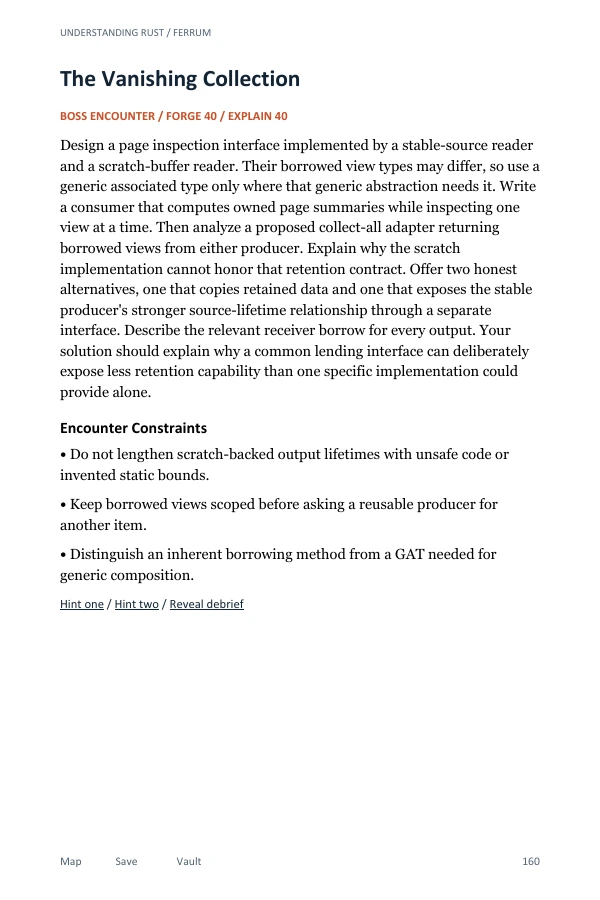 UNDERSTANDING RUST / FERRUM
The Vanishing Collection
BOSS ENCOUNTER / FORGE 40 / EXPLAIN 40
Design a page inspection interface implemented by a stable-source reader
and a scratch-buffer reader. Their borrowed view types may differ, so use a
generic associated type only where that generic abstraction needs it. Write
a consumer that computes owned page summaries while inspecting one
view at a time. Then analyze a proposed collect-all adapter returning
borrowed views from either producer. Explain why the scratch
implementation cannot honor that retention contract. Offer two honest
alternatives, one that copies retained data and one that exposes the stable
producer's stronger source-lifetime relationship through a separate
interface. Describe the relevant receiver borrow for every output. Your
solution should explain why a common lending interface can deliberately
expose less retention capability than one specific implementation could
provide alone.
Encounter Constraints
• Do not lengthen scratch-backed output lifetimes with unsafe code or
invented static bounds.
• Keep borrowed views scoped before asking a reusable producer for
another item.
• Distinguish an inherent borrowing method from a GAT needed for
generic composition.
Hint one / Hint two / Reveal debrief
Map Save Vault 160